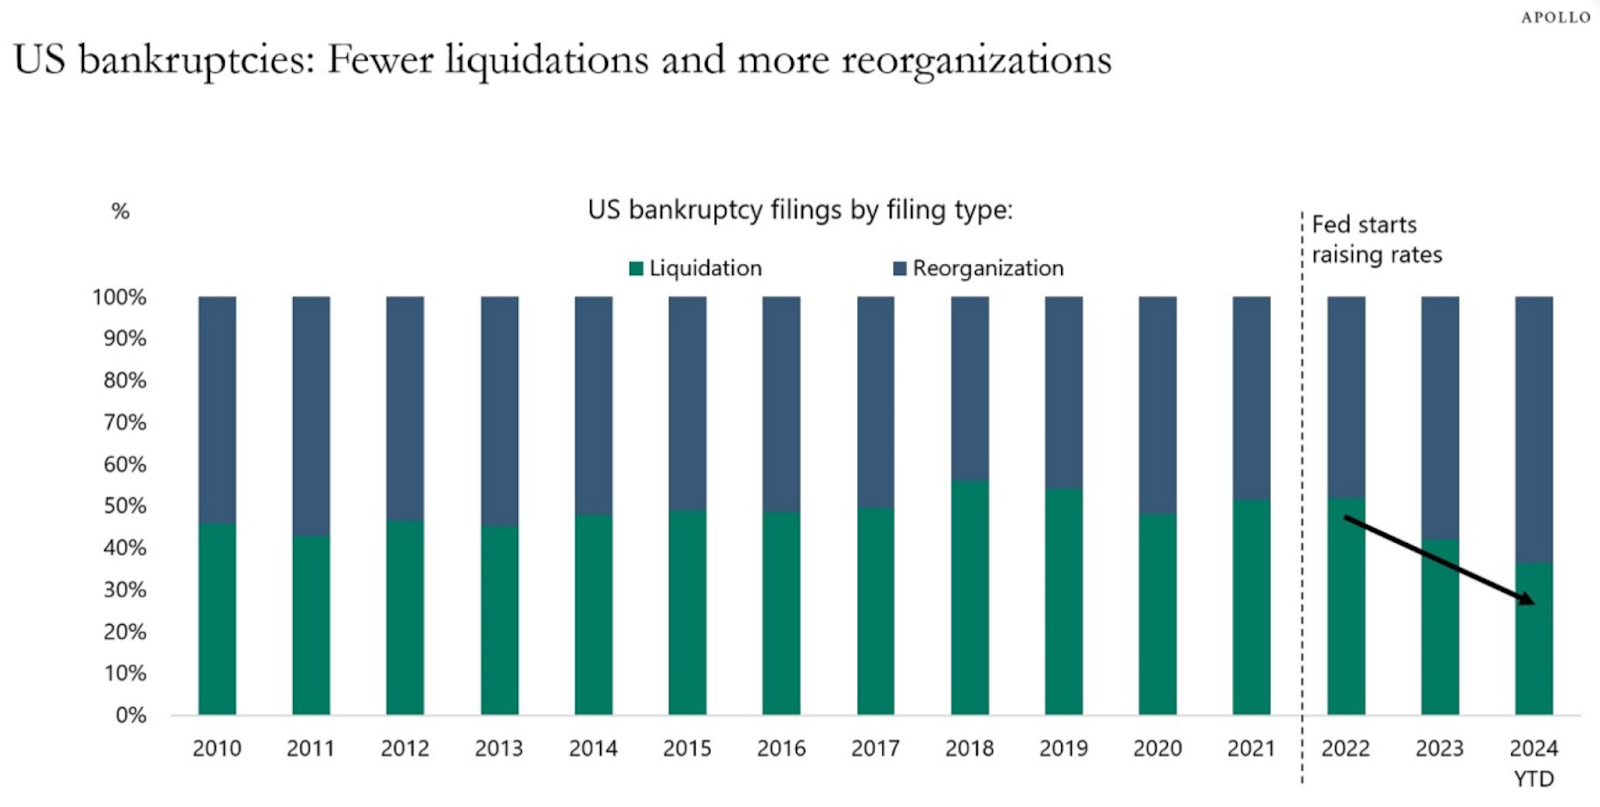 APOLLO
US bankruptcies: Fewer liquidations and more reorganizations
%
US bankruptcy filings by filing type:
Fed starts
raising rates
Liquidation
Reorganization
100%
90%
80%
70%
60%
50%
40%
30%
20%
10%
0%
2010 2011 2012 2013 2014 2015 2016 2017 2018 2019 2020 2021 2022 2023 2024
YTD